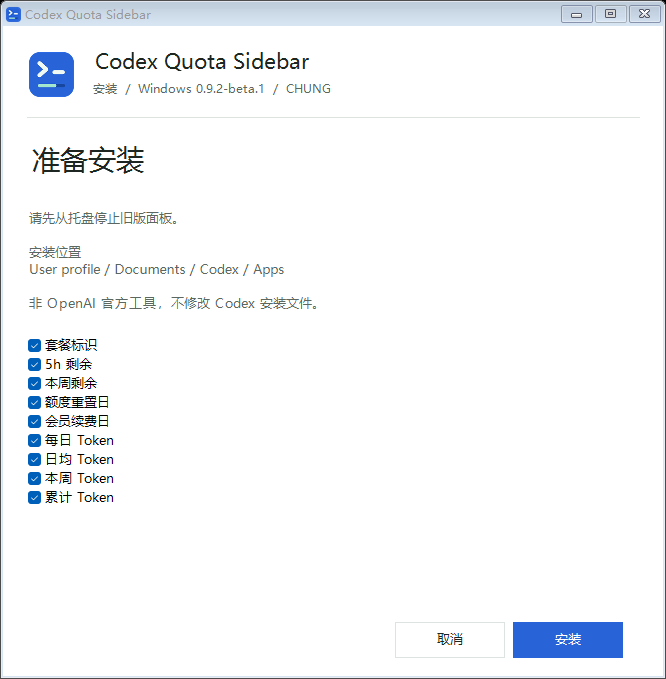 Codex Quota Sidebar
Codex Quota Sidebar
安装 / Windows 0.9.2-beta.1 / CHUNG
准备安装
请先从托盘停止旧版面板。
安装位置
User profile / Documents / Codex / Apps
非 OpenAI 官方工具，不修改 Codex 安装文件。
套餐标识
5h 剩余
本周剩余
额度重置日
会员续费日
每日 Token
日均 Token
本周 Token
累计 Token
取消
安装